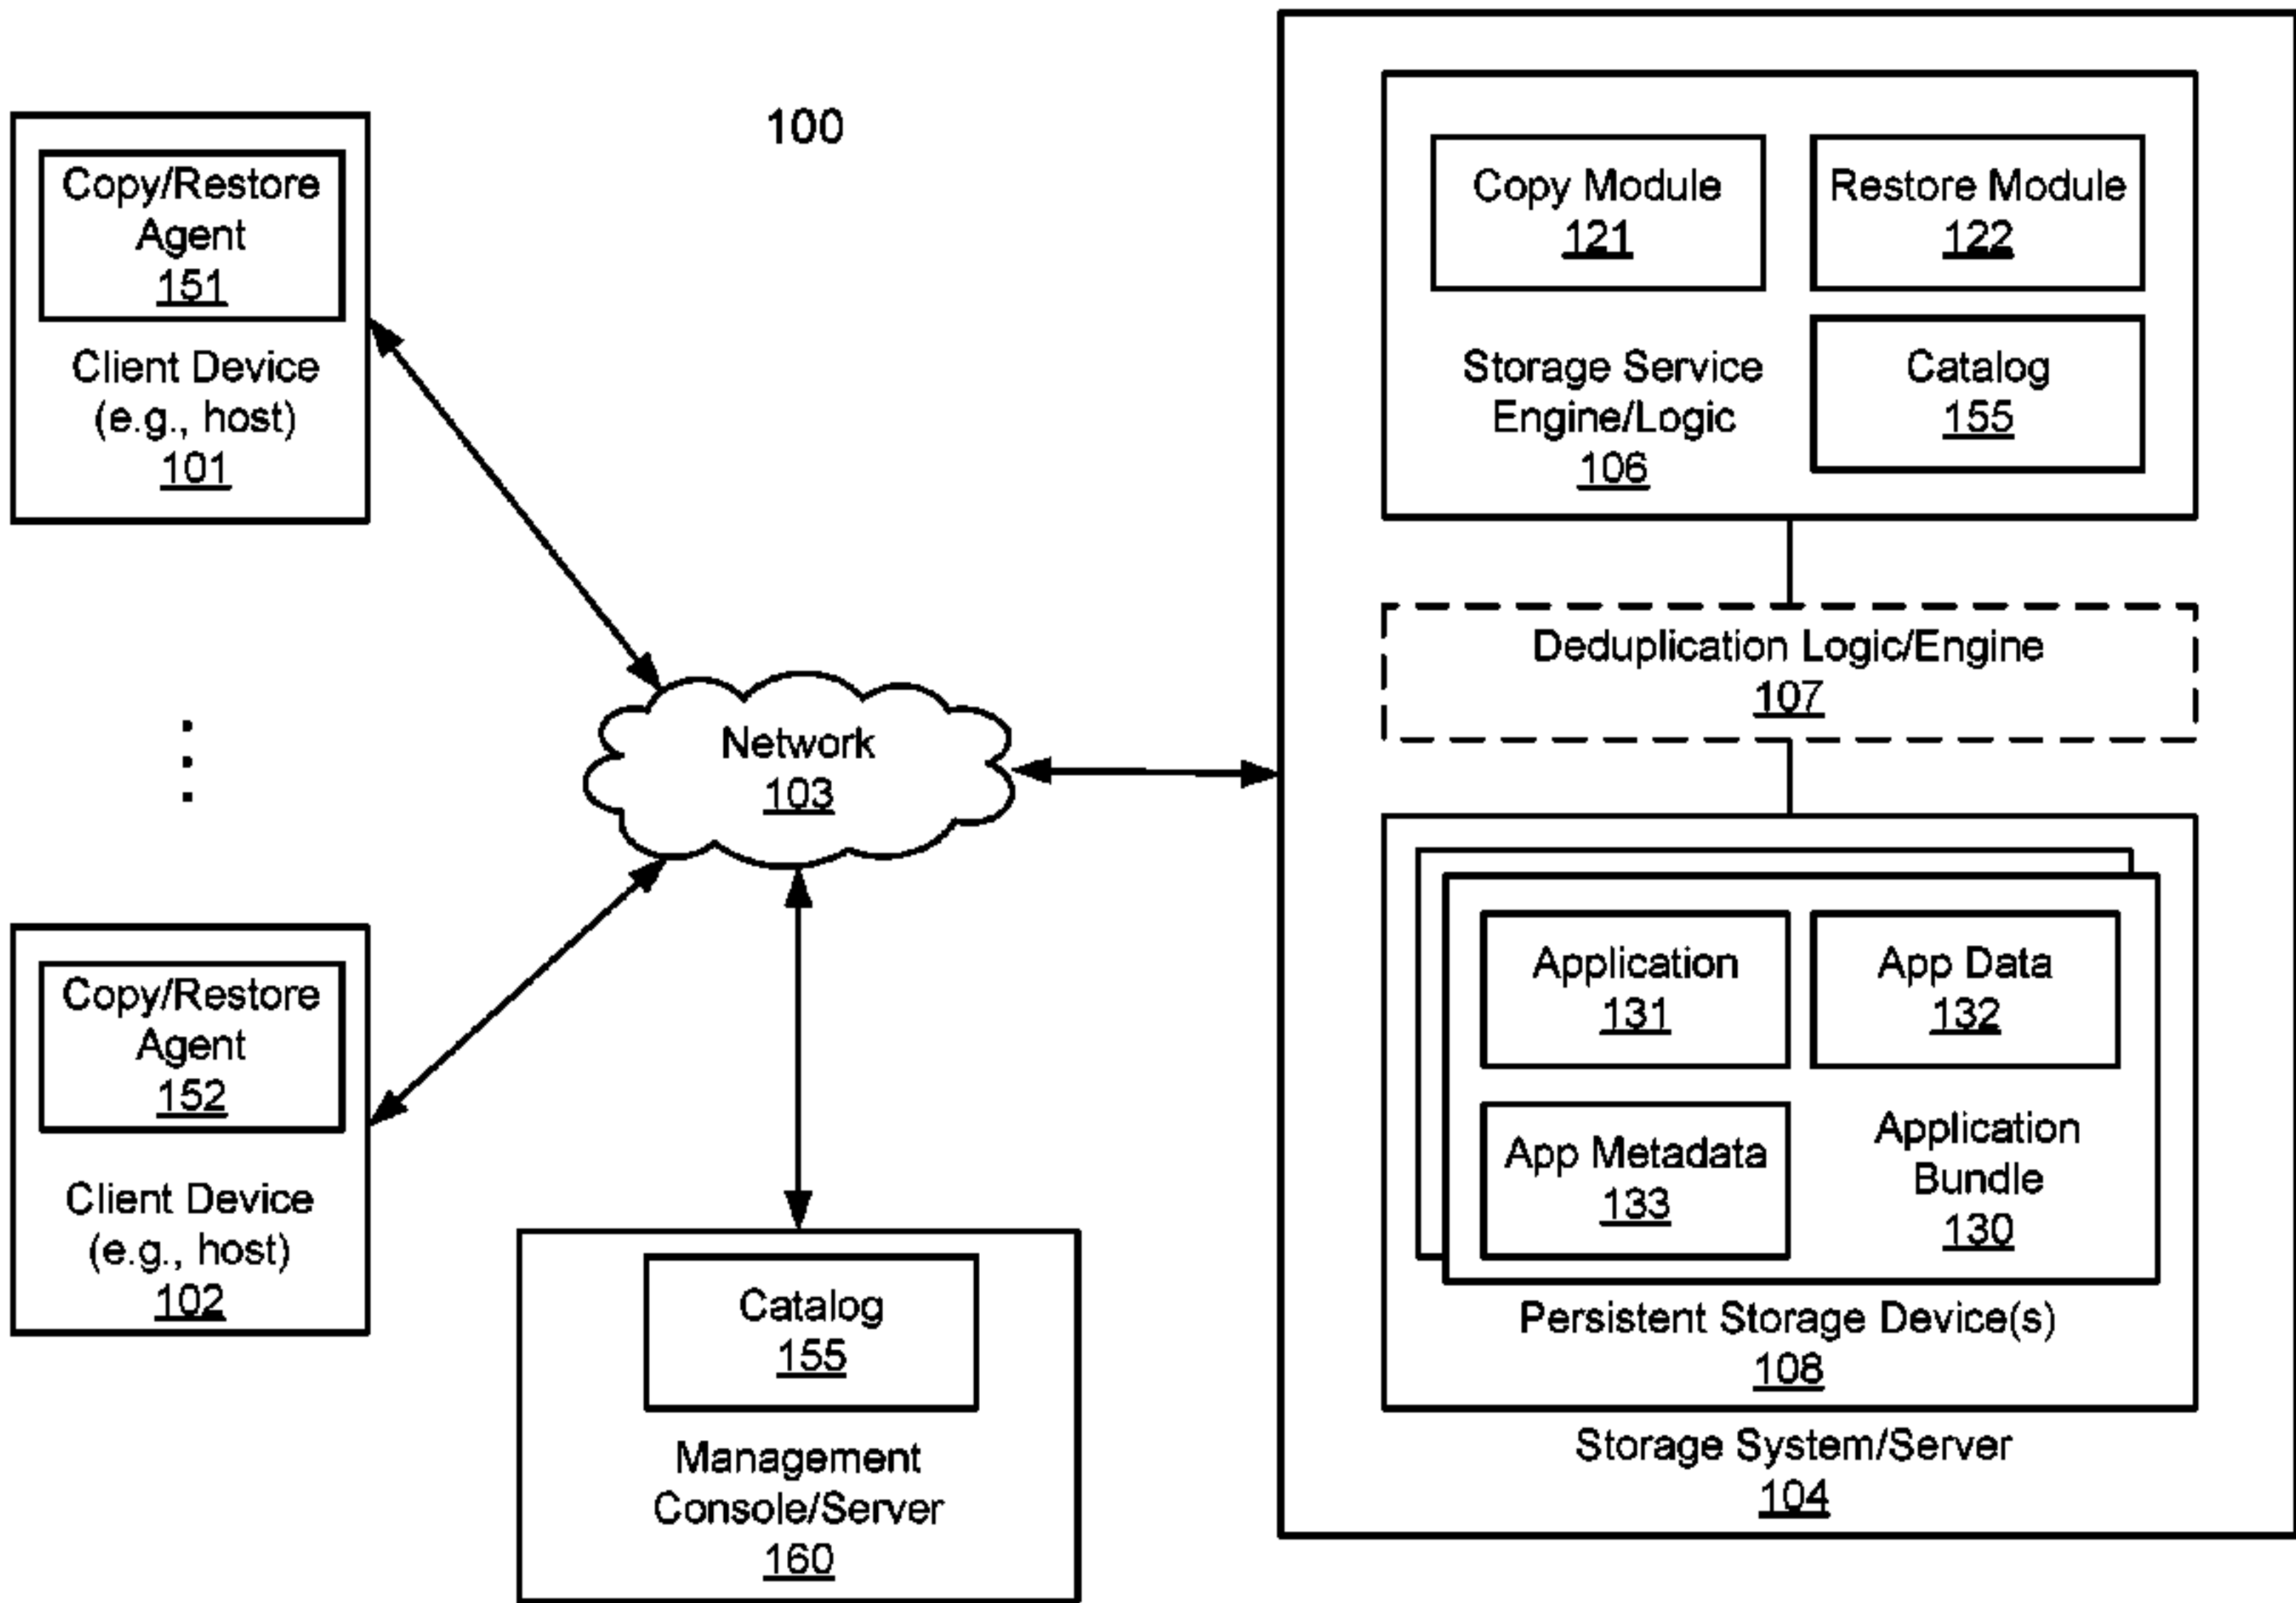 100
Copy/Restore
Agent
151
Client Device
(e.g., host)
101
Copy/Restore
Agent
152
Client Device
(e.g., host)
102
Network
103
Catalog
155
Management
Console/Server
160
Copy Module
121
Restore Module
122
Storage Service
Engine/Logic
106
Catalog
155
Deduplication Logic/Engine
107
Application
131
App Data
132
App Metadata
133
Application
Bundle
130
Persistent Storage Device(s)
108
Storage System/Server
104